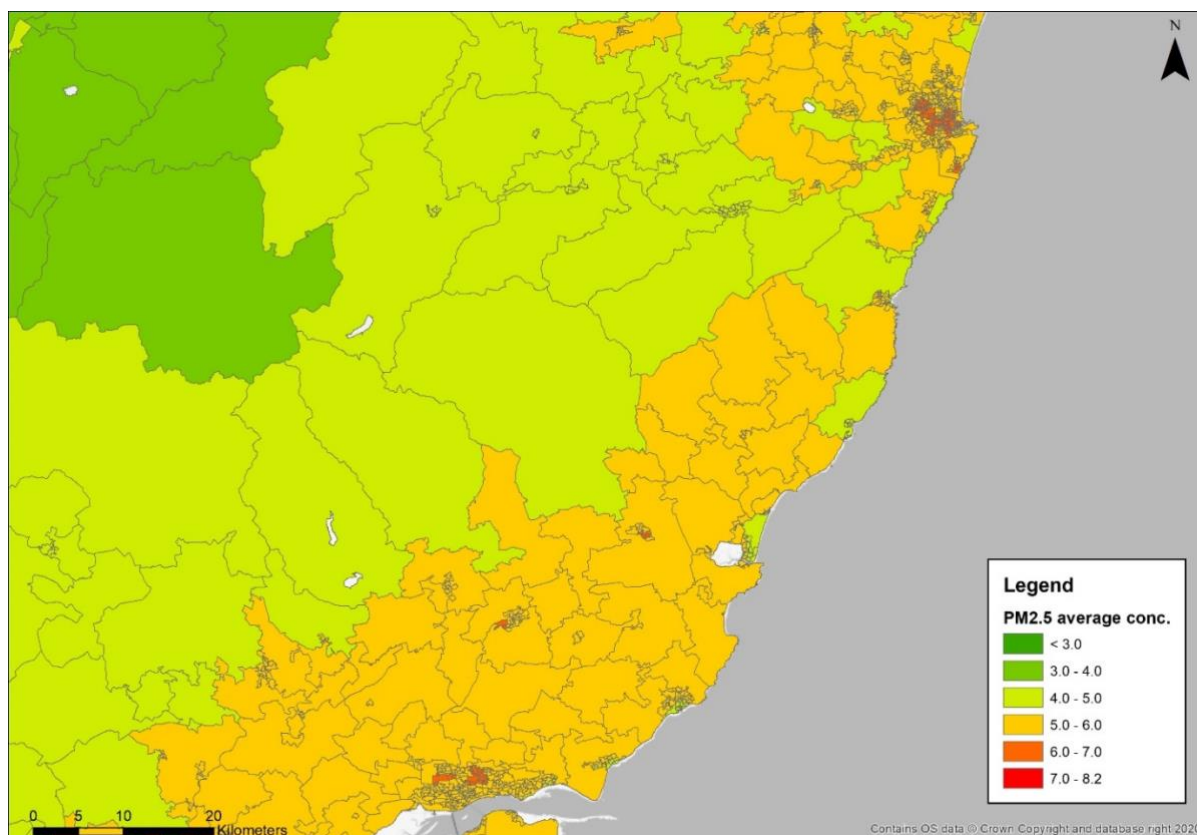 N
Legend
PM2.5 average conc.
< 3.0
3.0 - 4.0
4.0 - 5.0
5.0 - 6.0
6.0 - 7.0
7.0 - 8.2
0 5 10 20
Kilometers
Contains OS data © Crown Copyright and database right 2020